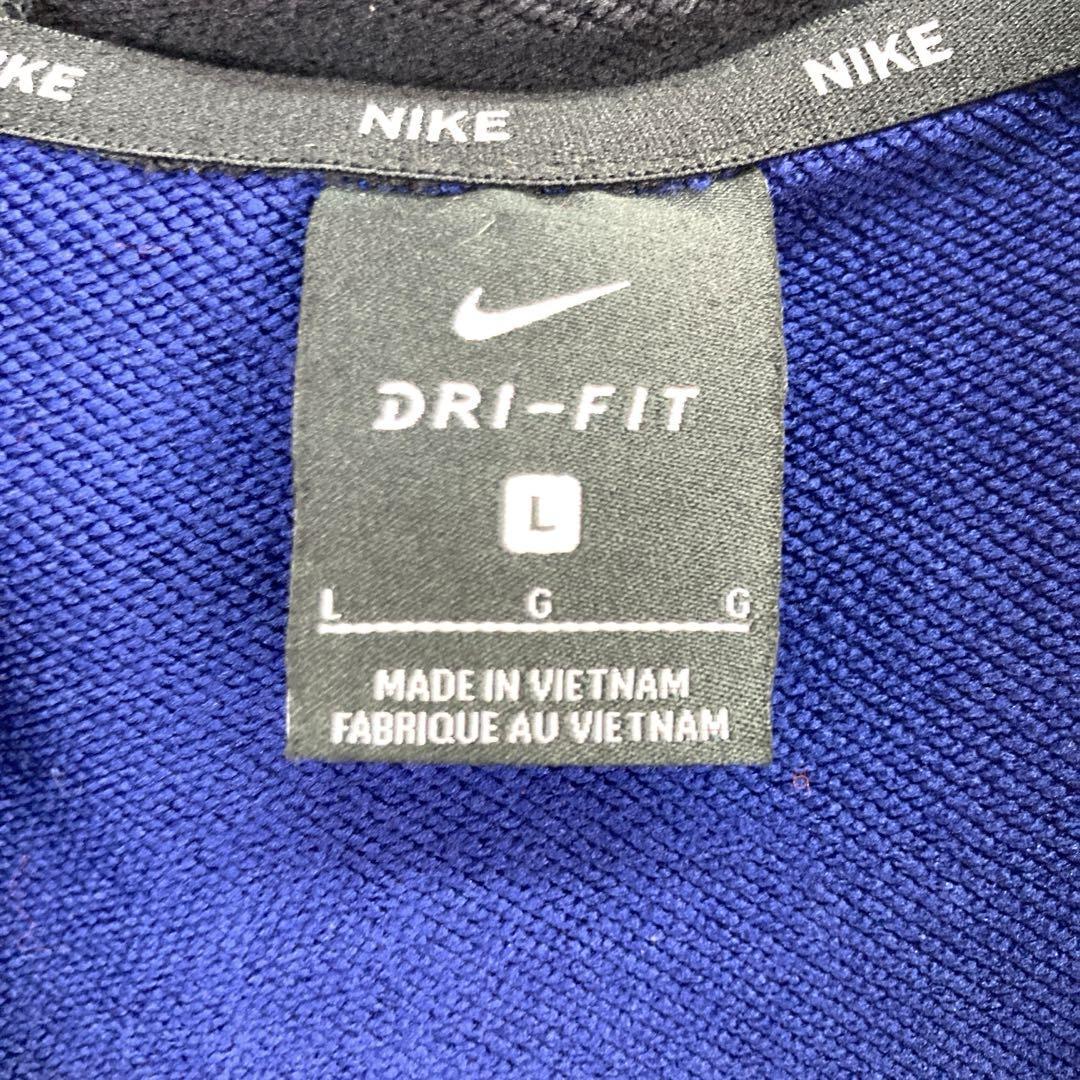 NIKE
NIKE
NIKE
DRI-FIT
L
L G G
MADE IN VIETNAM
FABRIQUE AU VIETNAM